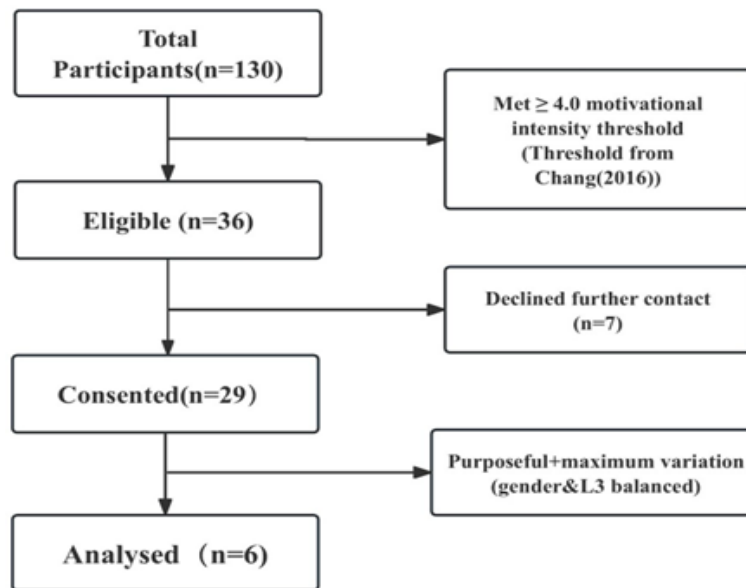 Total
Participants(n=130)
Met ≥ 4.0 motivational
intensity threshold
(Threshold from
Chang(2016))
Eligible (n=36)
Declined further contact
(n=7)
Consented(n=29）
Purposeful+maximum variation
(gender&L3 balanced)
Analysed（n=6)